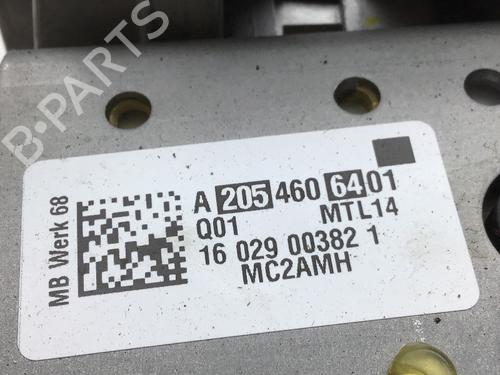 B-PARTS
MB Werk 68
A 205 460 64 01
Q01 MTL14
16 029 00382 1
MC2AMH